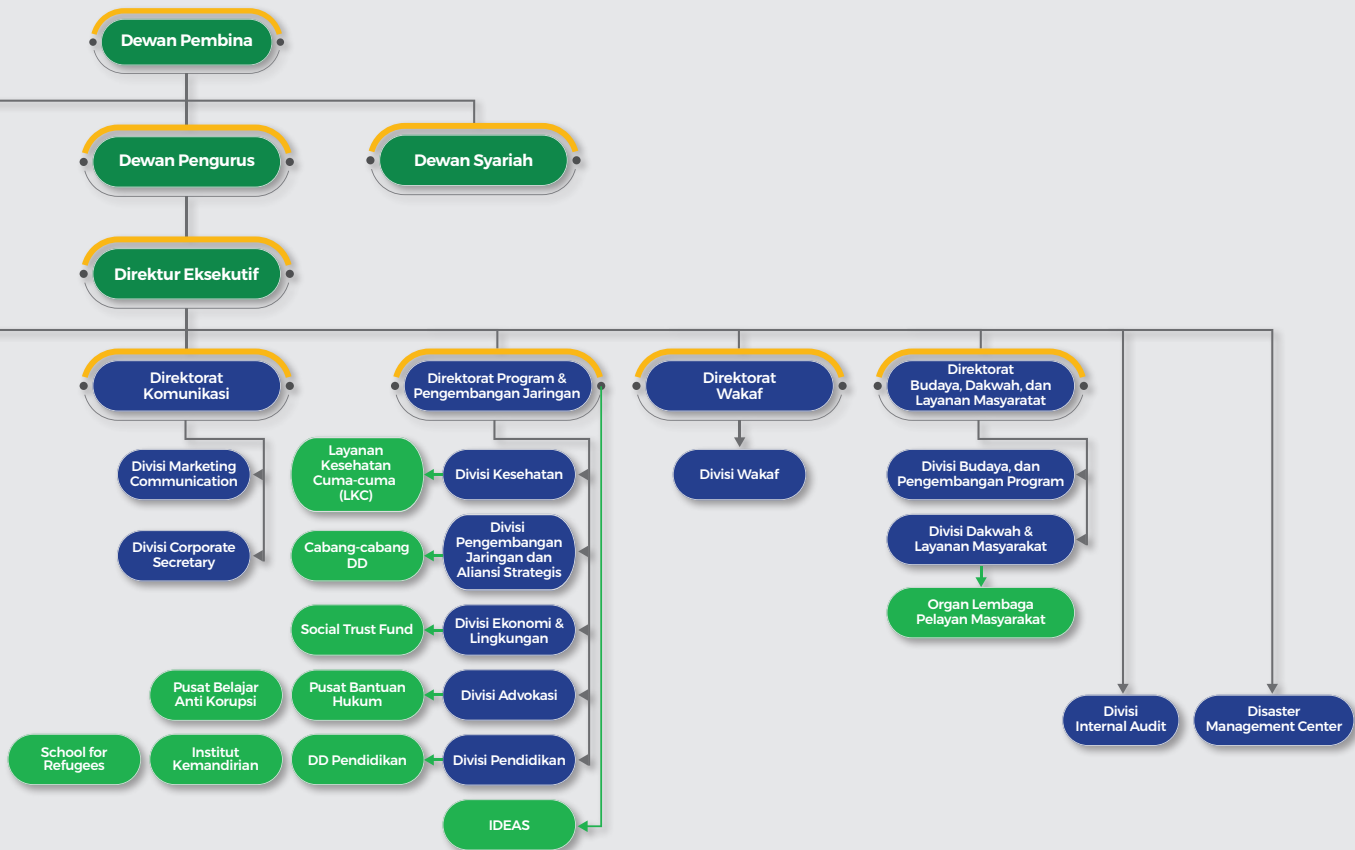 Dewan Pembina
Dewan Pengurus
Dewan Syariah
Direktur Eksekutif
Direktorat
Komunikasi
Direktorat Program &
Pengembangan Jaringan
Direktorat
Wakaf
Direktorat
Budaya, Dakwah, dan
Layanan Masyaratat
Divisi Marketing
Communication
Divisi Corporate
Secretary
Layanan
Kesehatan
Cuma-cuma
(LKC)
Divisi Kesehatan
Cabang-cabang
DD
Divisi
Pengembangan
Jaringan dan
Aliansi Strategis
Social Trust Fund
Divisi Ekonomi &
Lingkungan
Pusat Belajar
Anti Korupsi
Pusat Bantuan
Hukum
Divisi Advokasi
School for
Refugees
Institut
Kemandirian
DD Pendidikan
Divisi Pendidikan
IDEAS
Divisi Wakaf
Divisi Budaya, dan
Pengembangan Program
Divisi Dakwah &
Layanan Masyarakat
Organ Lembaga
Pelayan Masyarakat
Divisi
Internal Audit
Disaster
Management Center